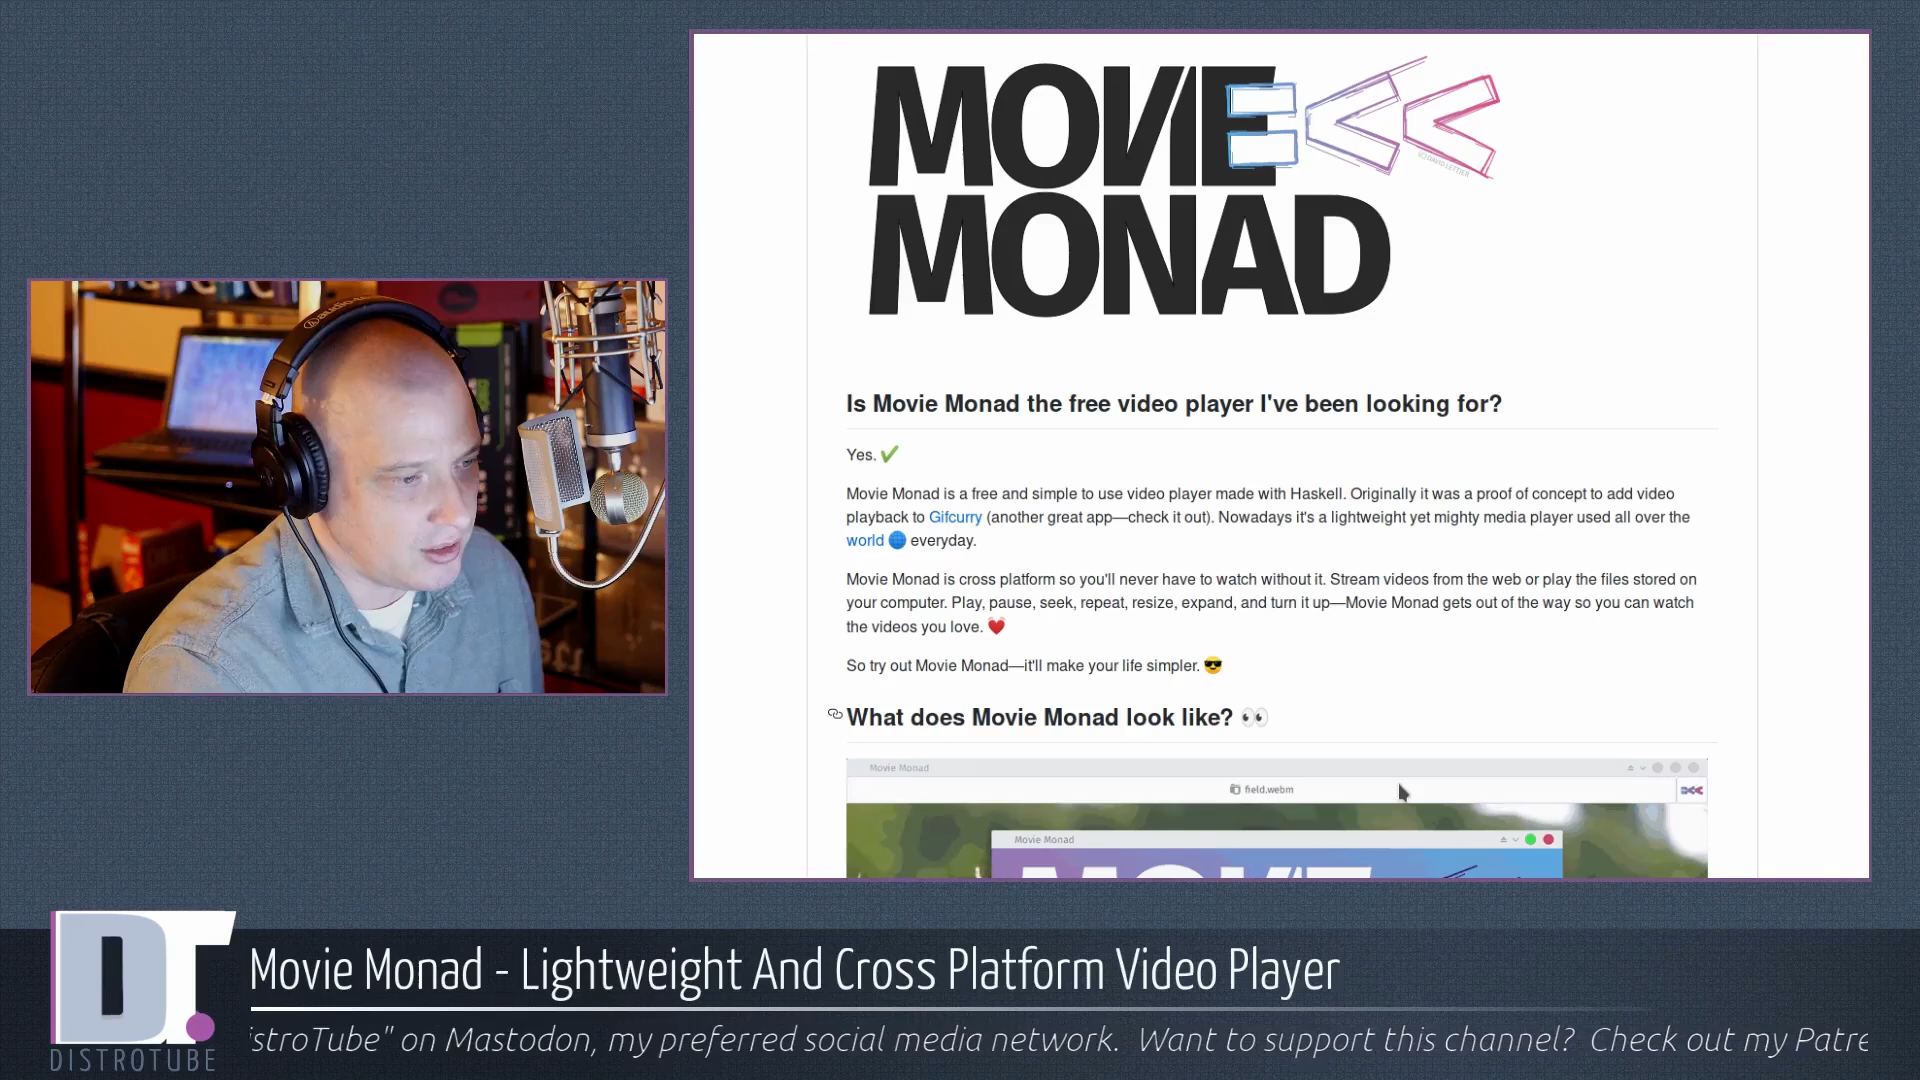 MOVIE
(C) DAVID LETTIER
MONAD
Is Movie Monad the free video player I've been looking for?
Yes. ✔
Movie Monad is a free and simple to use video player made with Haskell. Originally it was a proof of concept to add video
playback to Gifcurry (another great app—check it out). Nowadays it's a lightweight yet mighty media player used all over the
world 🌐 everyday.
Movie Monad is cross platform so you'll never have to watch without it. Stream videos from the web or play the files stored on
your computer. Play, pause, seek, repeat, resize, expand, and turn it up—Movie Monad gets out of the way so you can watch
the videos you love. ❤
So try out Movie Monad—it'll make your life simpler. 😎
What does Movie Monad look like? 👀
Movie Monad
field.webm
Movie Monad
DT.
DISTROTUBE
Movie Monad - Lightweight And Cross Platform Video Player
stroTube" on Mastodon, my preferred social media network. Want to support this channel? Check out my Patre